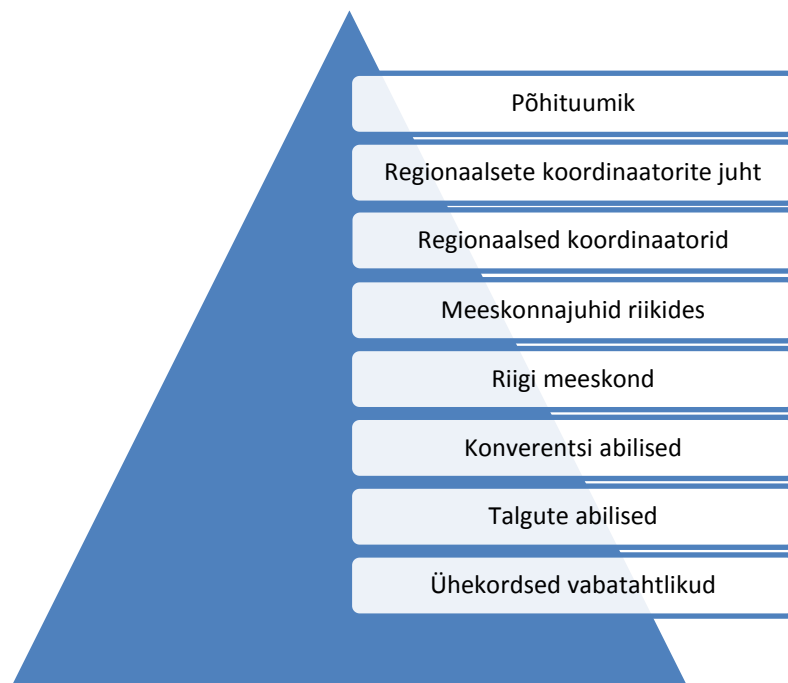 Põhituumik
Regionaalsete koordinaatorite juht
Regionaalsed koordinaatorid
Meeskonnajuhid riikides
Riigi meeskond
Konverentsi abilised
Talgute abilised
Ühekordsed vabatahtlikud